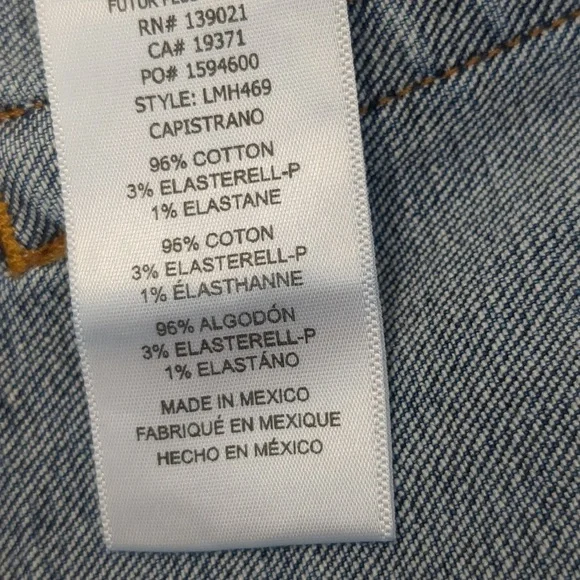 RN# 139021
CA# 19371
PO# 1594600
STYLE: LMH469
CAPISTRANO
96% COTTON
3% ELASTERELL-P
1% ELASTANE
96% COTON
3% ELASTERELL-P
1% ÉLASTHANNE
96% ALGODÓN
3% ELASTERELL-P
1% ELASTÁNO
MADE IN MEXICO
FABRIQUÉ EN MEXIQUE
HECHO EN MÉXICO